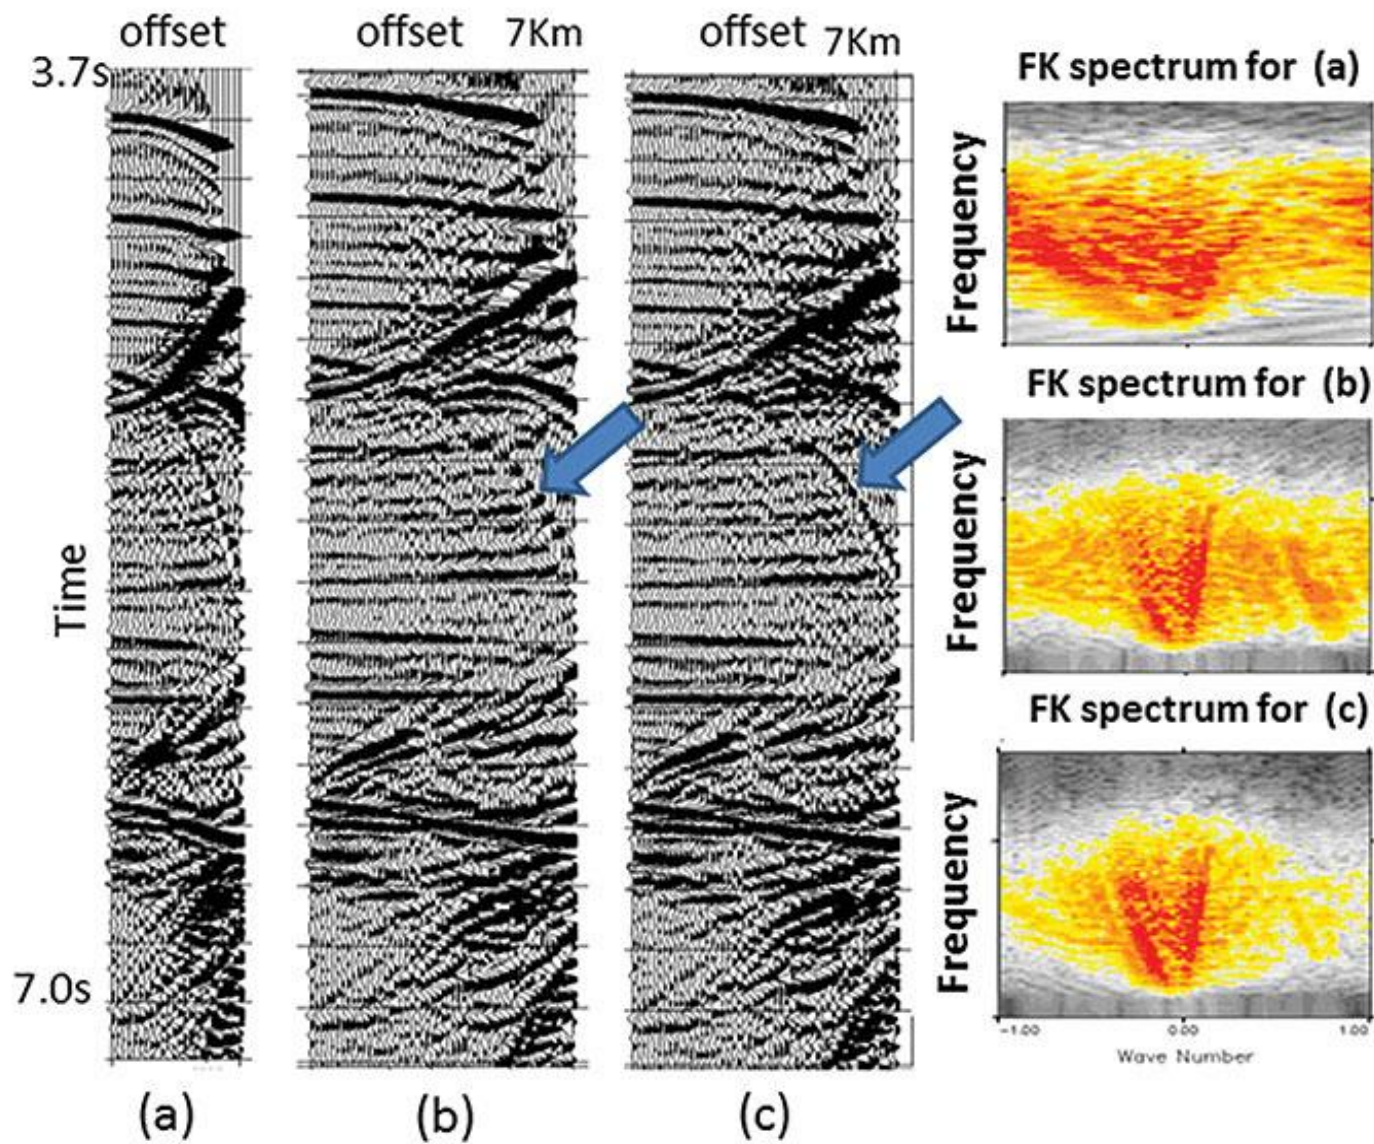 offset
offset 7Km
offset 7Km
3.7s
Time
7.0s
(a)
(b)
(c)
FK spectrum for (a)
Frequency
FK spectrum for (b)
Frequency
FK spectrum for (c)
Frequency
-1.00 0.00 1.00
Wave Number